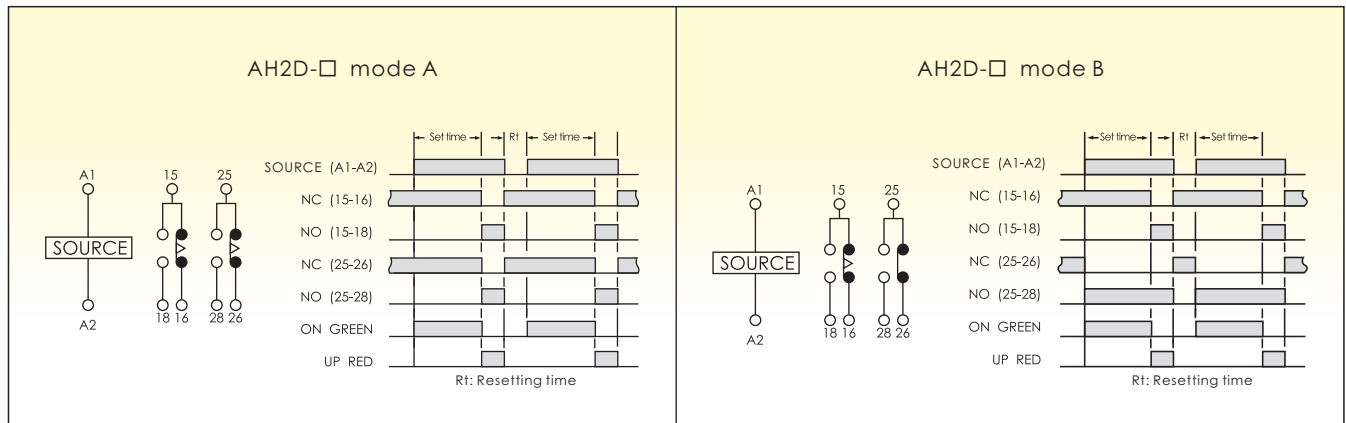 AH2D-□ mode A
Set time Rt Set time
SOURCE (A1-A2)
NC (15-16)
NO (15-18)
NC (25-26)
NO (25-28)
ON GREEN
UP RED
Rt: Resetting time
A1 15 25
SOURCE
A2 18 16 28 26
AH2D-□ mode B
Set time Rt Set time
SOURCE (A1-A2)
NC (15-16)
NO (15-18)
NC (25-26)
NO (25-28)
ON GREEN
UP RED
Rt: Resetting time
A1 15 25
SOURCE
A2 18 16 28 26